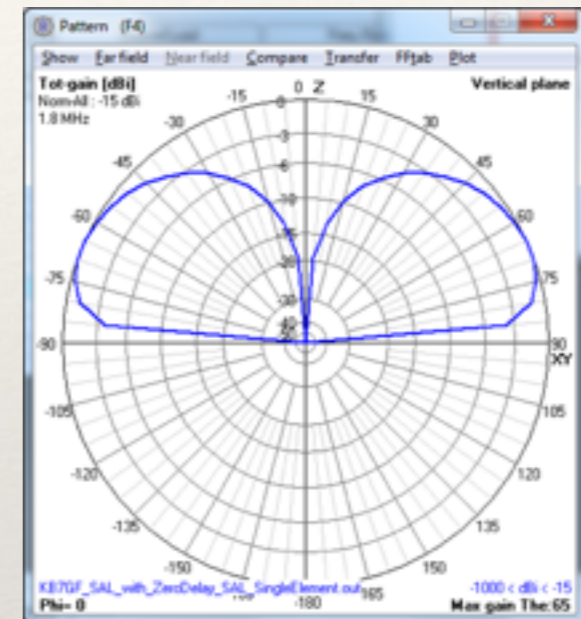 Pattern (F4)
Show Far field Near field Compare Transfer FFtab Plot
Tot-gain [dBi]
Vertical plane
Norm-All : -15 dBi
1.8 MHz
0 Z
-15 15
-30 30
-45 45
-60 60
-75 75
-90 90
XY
-105 105
-120 120
-135 135
-150 150
165
-180
-3
-10
-15
-20
-30
KB7GF_SAL_with_ZeroDelay_SAL_SingleElement.out
-1000 < dBi < -15
Phi= 0
Max gain The:65